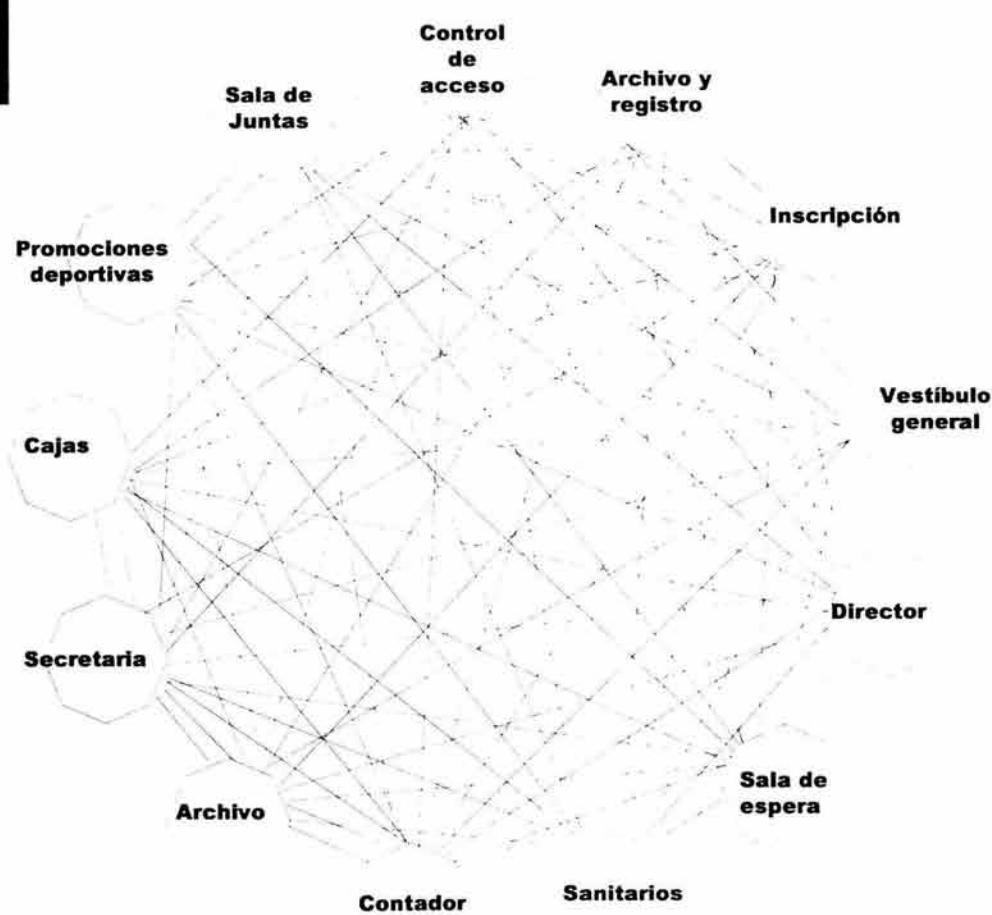 Control
de
acceso
Archivo y
registro
Sala de
Juntas
Inscripción
Promociones
deportivas
Vestíbulo
general
Cajas
Director
Secretaria
Sala de
espera
Archivo
Contador
Sanitarios